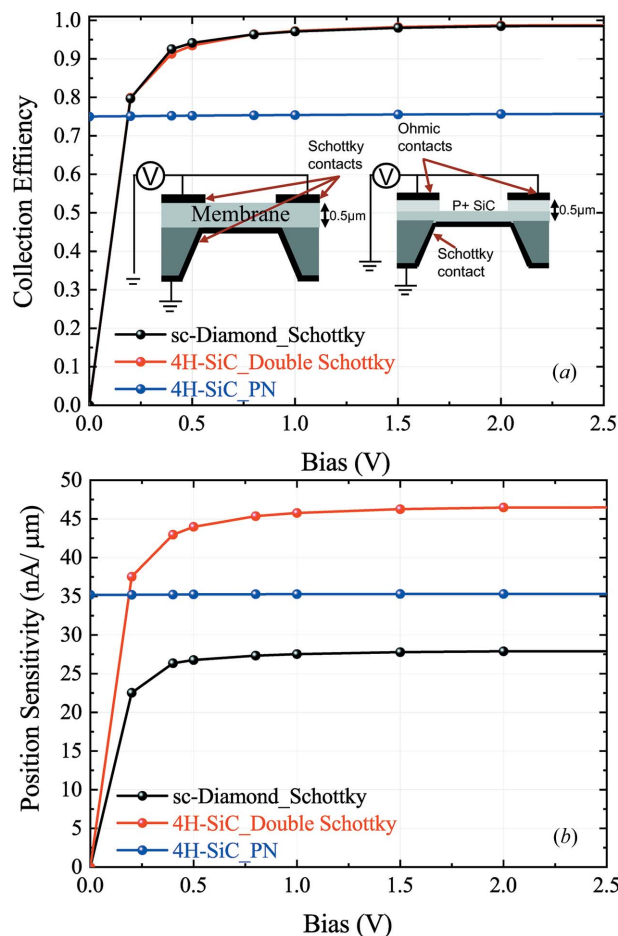 1.0
0.9
0.8
0.7
0.6
0.5
0.4
0.3
0.2
0.1
0.0
Collection Effiiency
Schottky
contacts
Ohmic
contacts
V
V
Membrane
0.5μm
P+ SiC
0.5μm
Schottky
contact
sc-Diamond_Schottky
4H-SiC_Double Schottky
4H-SiC_PN
(a)
0.0 0.5 1.0 1.5 2.0 2.5
Bias (V)
50
45
40
35
30
25
20
15
10
5
0
Position Sensitivity (nA/ μm)
sc-Diamond_Schottky
4H-SiC_Double Schottky
4H-SiC_PN
(b)
0.0 0.5 1.0 1.5 2.0 2.5
Bias (V)